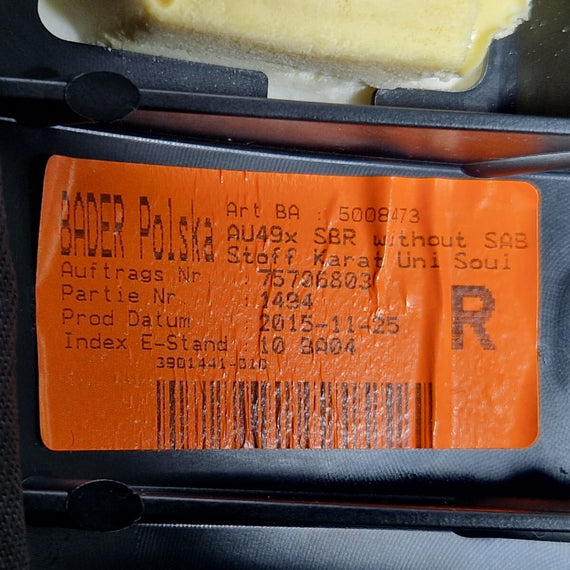 BADER Polska
Art BA : 5008473
AU49x SBR without SAB
Stoff Karat Uni Soul
Auftrags Nr : 75706803
Partie Nr : 1494
Prod Datum : 2015-11-25
Index E-Stand : 10 BA04
R
3901441-010